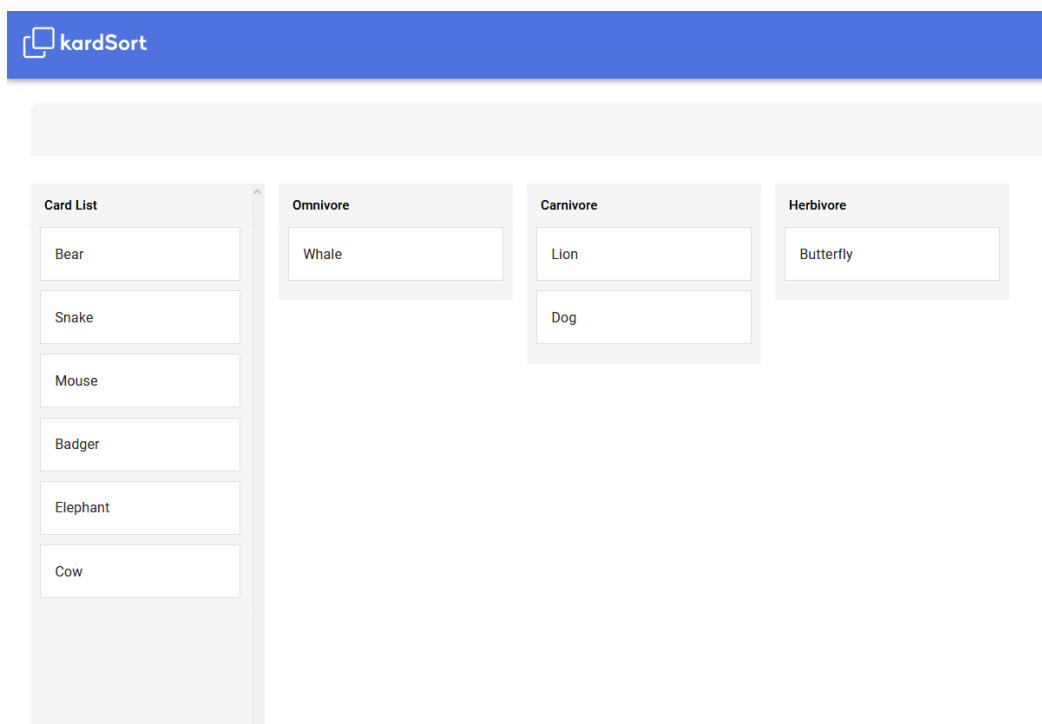 kardSort
Card List
Bear
Snake
Mouse
Badger
Elephant
Cow
Omnivore
Whale
Carnivore
Lion
Dog
Herbivore
Butterfly